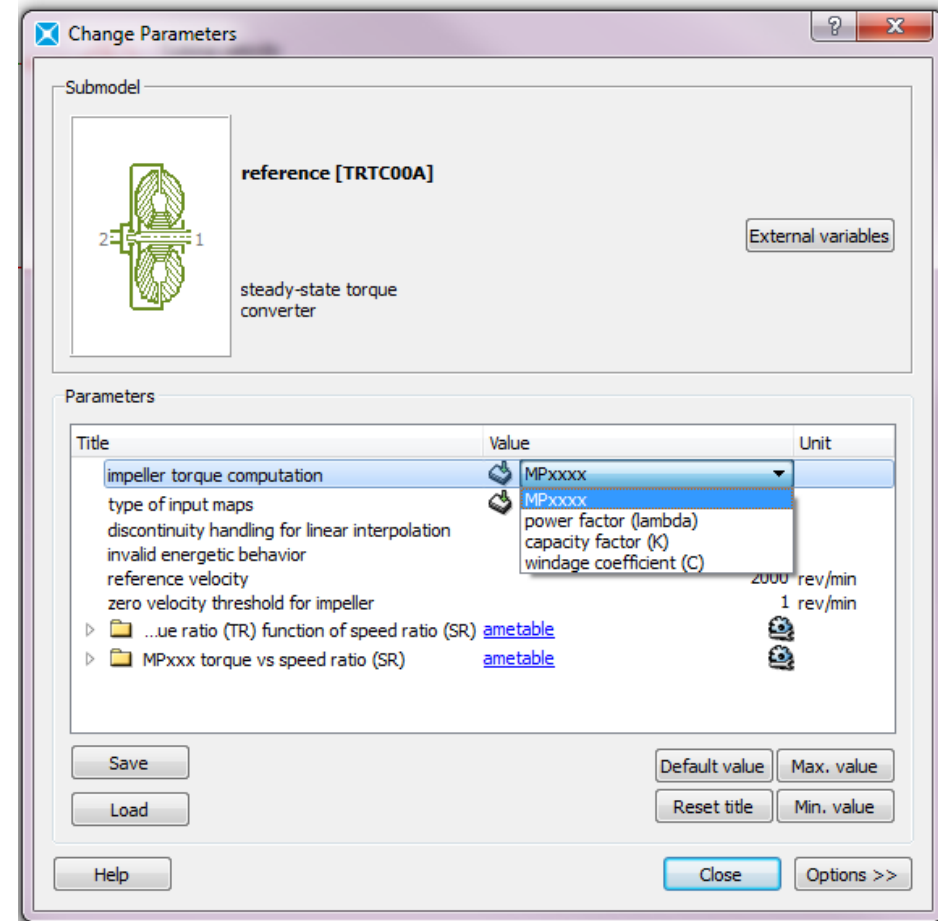 Change Parameters
Submodel
reference [TRTC00A]
2
1
External variables
steady-state torque
converter
Parameters
Title Value Unit
impeller torque computation MPxxxx
type of input maps MPxxxx
discontinuity handling for linear interpolation power factor (lambda)
invalid energetic behavior capacity factor (K)
windage coefficient (C)
reference velocity 2000 rev/min
zero velocity threshold for impeller 1 rev/min
...ue ratio (TR) function of speed ratio (SR) ametable
MPxxx torque vs speed ratio (SR) ametable
Save Default value Max. value
Load Reset title Min. value
Help Close Options >>